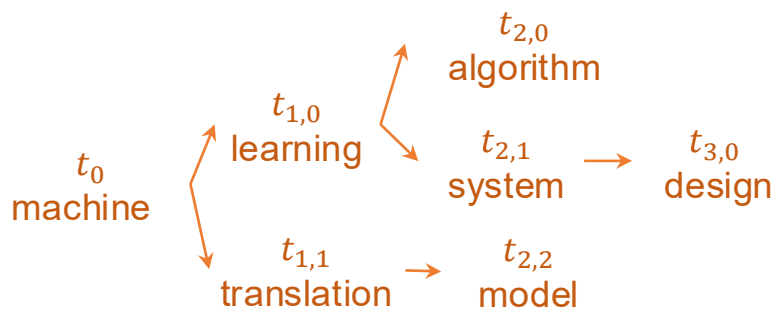 t_{2,0}
algorithm
t_{1,0}
learning
t_{2,1} t_{3,0}
system design
t_0
machine
t_{1,1} t_{2,2}
translation model